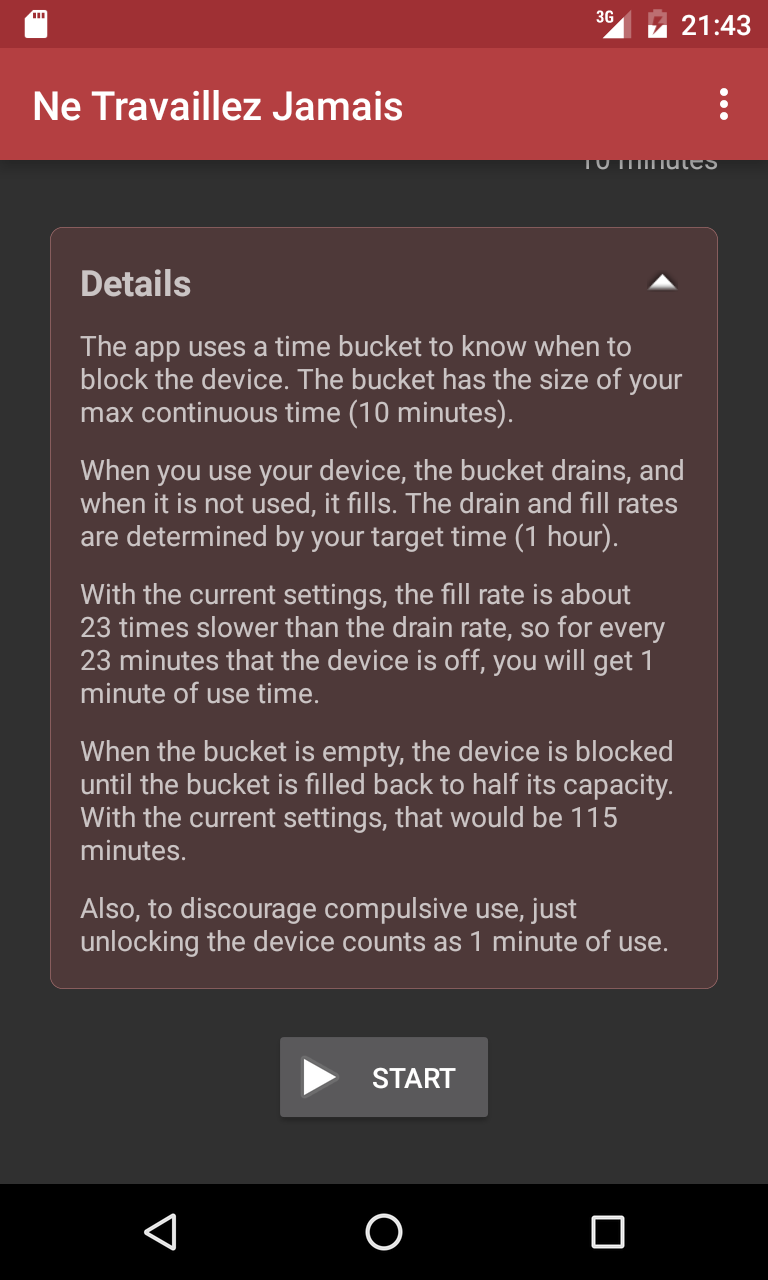 3G 21:43
Ne Travaillez Jamais
10 minutes
Details
The app uses a time bucket to know when to
block the device. The bucket has the size of your
max continuous time (10 minutes).
When you use your device, the bucket drains, and
when it is not used, it fills. The drain and fill rates
are determined by your target time (1 hour).
With the current settings, the fill rate is about
23 times slower than the drain rate, so for every
23 minutes that the device is off, you will get 1
minute of use time.
When the bucket is empty, the device is blocked
until the bucket is filled back to half its capacity.
With the current settings, that would be 115
minutes.
Also, to discourage compulsive use, just
unlocking the device counts as 1 minute of use.
START